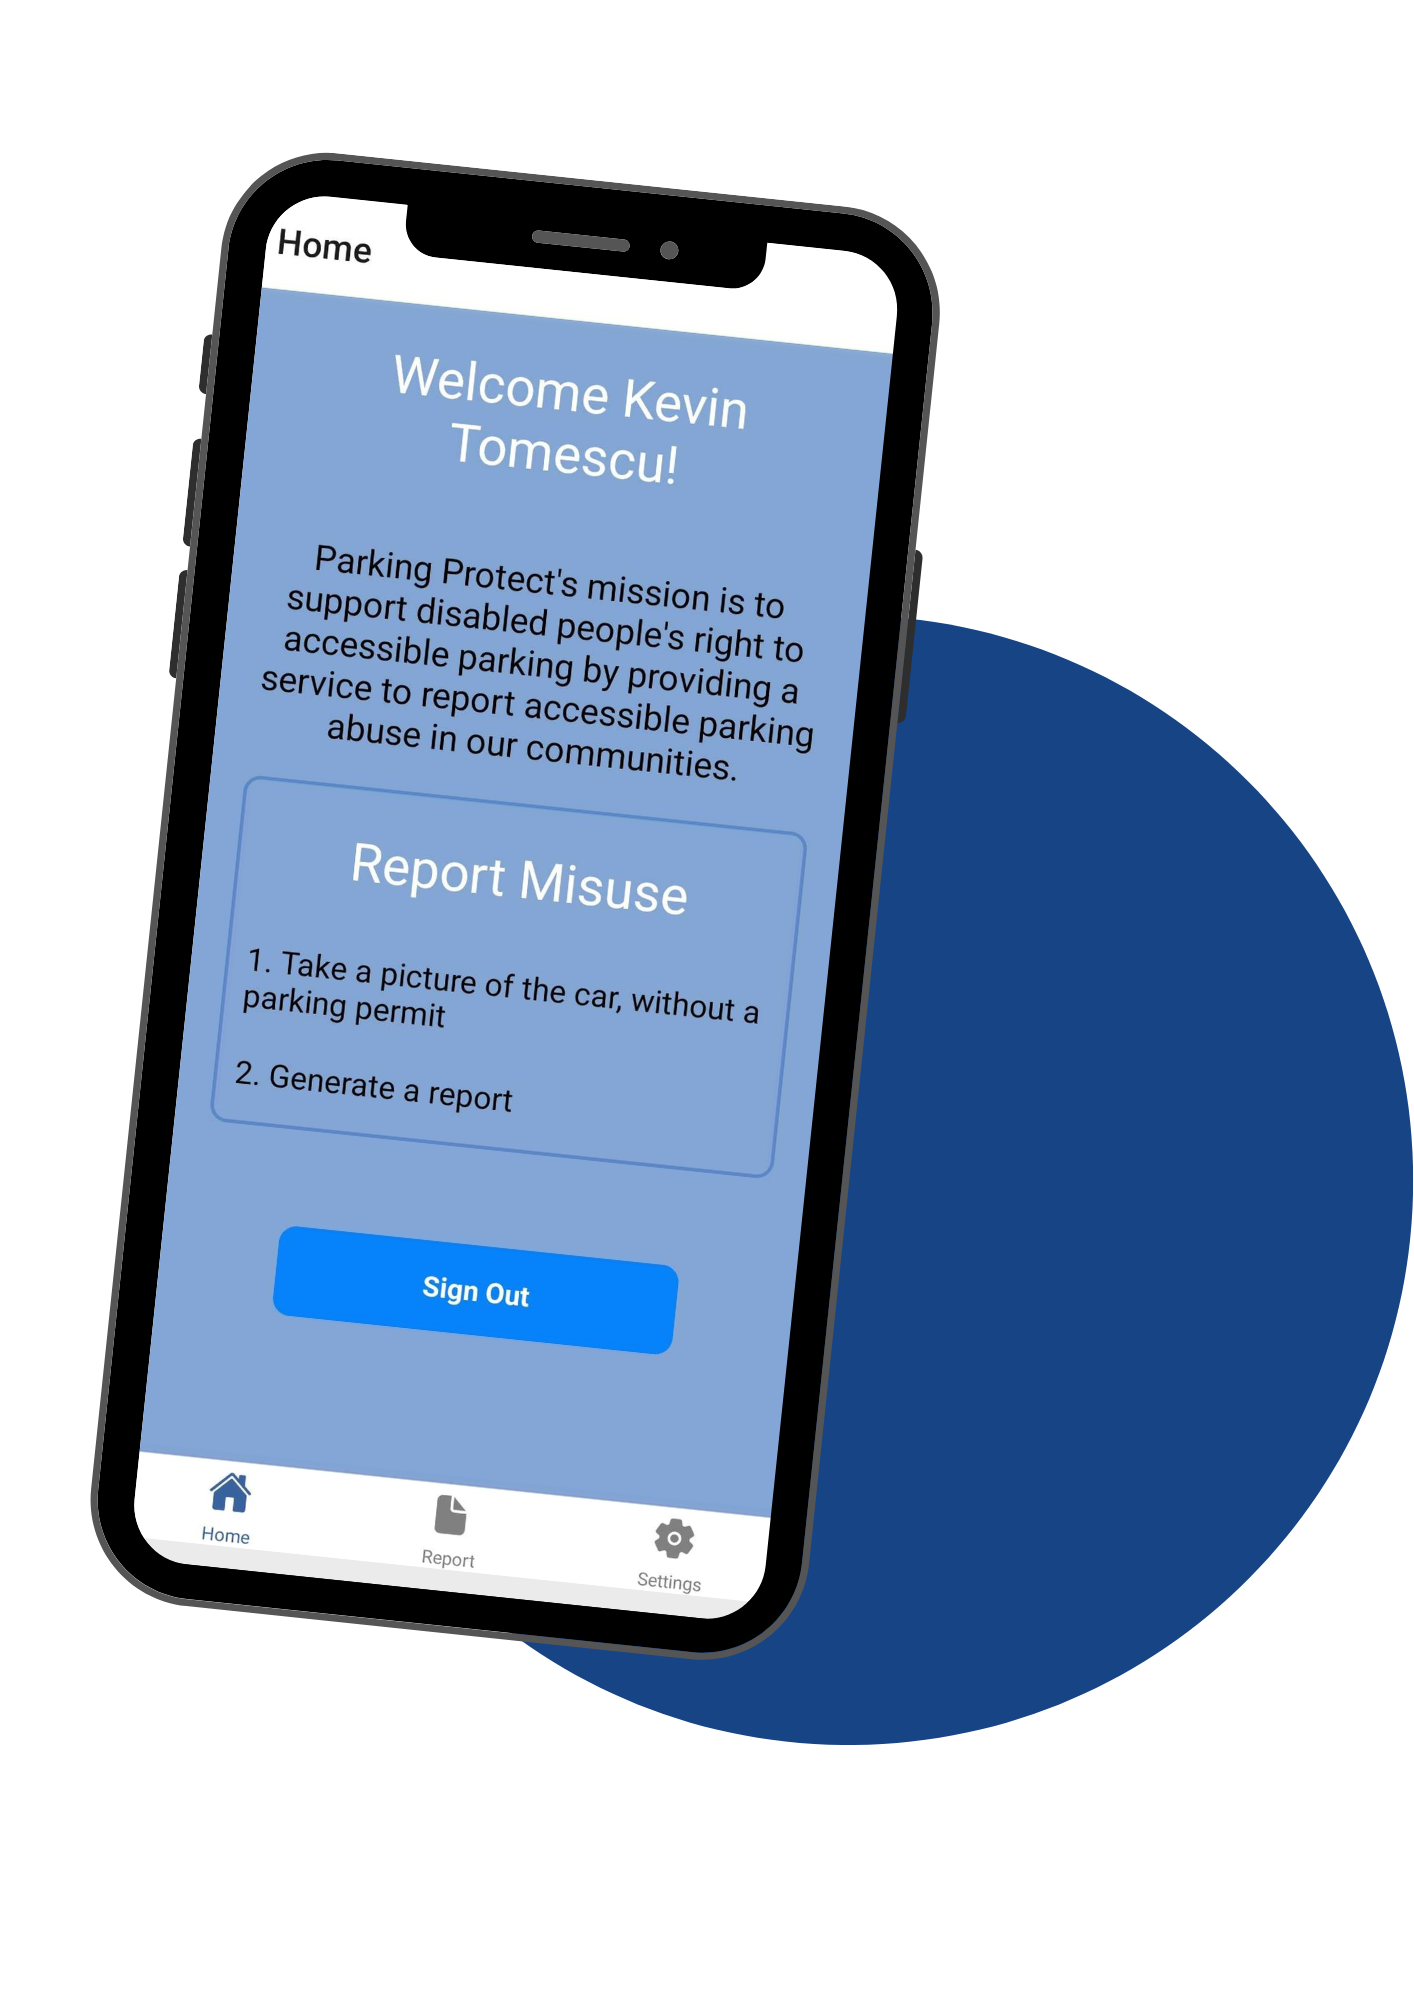 Home
Welcome Kevin
Tomescu!
Parking Protect's mission is to
support disabled people's right to
accessible parking by providing a
service to report accessible parking
abuse in our communities.
Report Misuse
1. Take a picture of the car, without a
parking permit
2. Generate a report
Sign Out
Home
Report
Settings